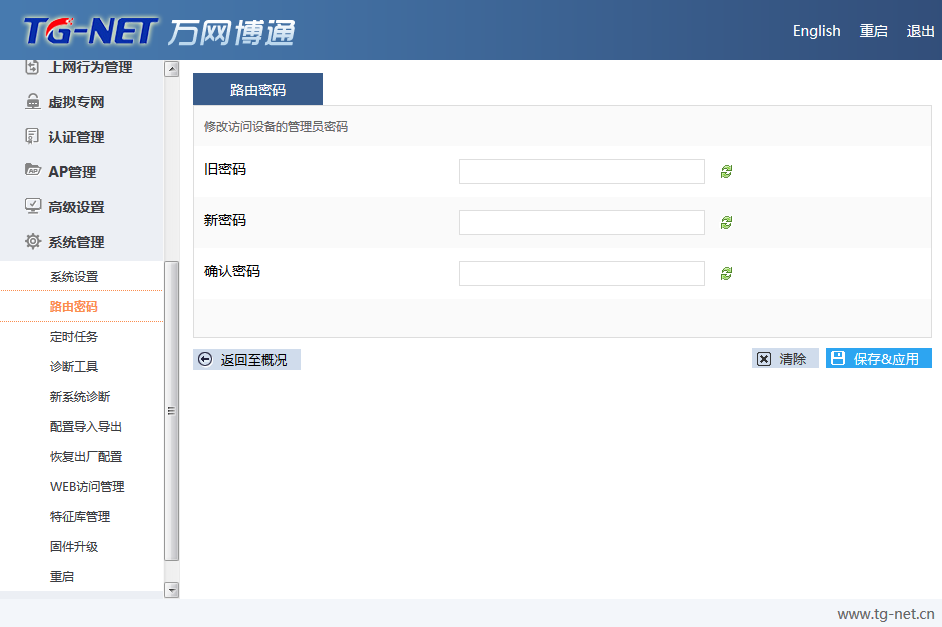 TG-NET 万网博通
English 重启 退出
上网行为管理
虚拟专网
认证管理
AP管理
高级设置
系统管理
系统设置
路由密码
定时任务
诊断工具
新系统诊断
配置导入导出
恢复出厂配置
WEB访问管理
特征库管理
固件升级
重启
路由密码
修改访问设备的管理员密码
旧密码
新密码
确认密码
返回至概况 清除 保存&应用
www.tg-net.cn